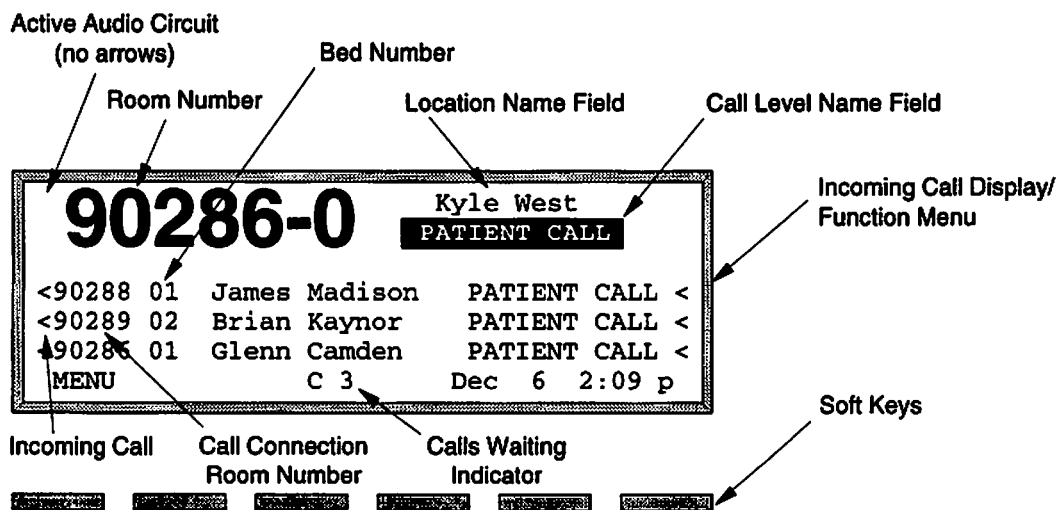 Active Audio Circuit
(no arrows)
Bed Number
Room Number
Location Name Field
Call Level Name Field
90286-0
Kyle West
PATIENT CALL
Incoming Call Display/
Function Menu
<90288 01 James Madison PATIENT CALL <
<90289 02 Brian Kaynor PATIENT CALL <
<90286 01 Glenn Camden PATIENT CALL <
MENU C 3 Dec 6 2:09 p
Soft Keys
Incoming Call
Call Connection
Room Number
Calls Waiting
Indicator